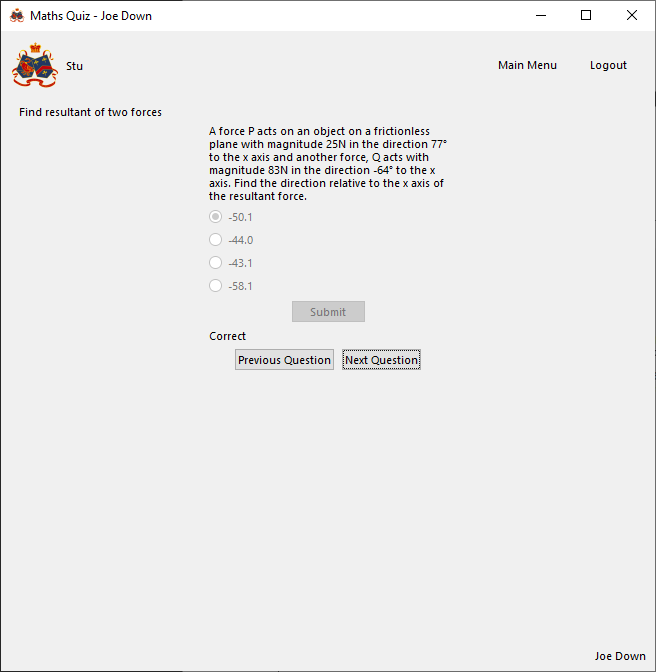 Maths Quiz - Joe Down
Stu
Main Menu
Logout
Find resultant of two forces
A force P acts on an object on a frictionless
plane with magnitude 25N in the direction 77°
to the x axis and another force, Q acts with
magnitude 83N in the direction -64° to the x
axis. Find the direction relative to the x axis of
the resultant force.
-50.1
-44.0
-43.1
-58.1
Submit
Correct
Previous Question
Next Question
Joe Down